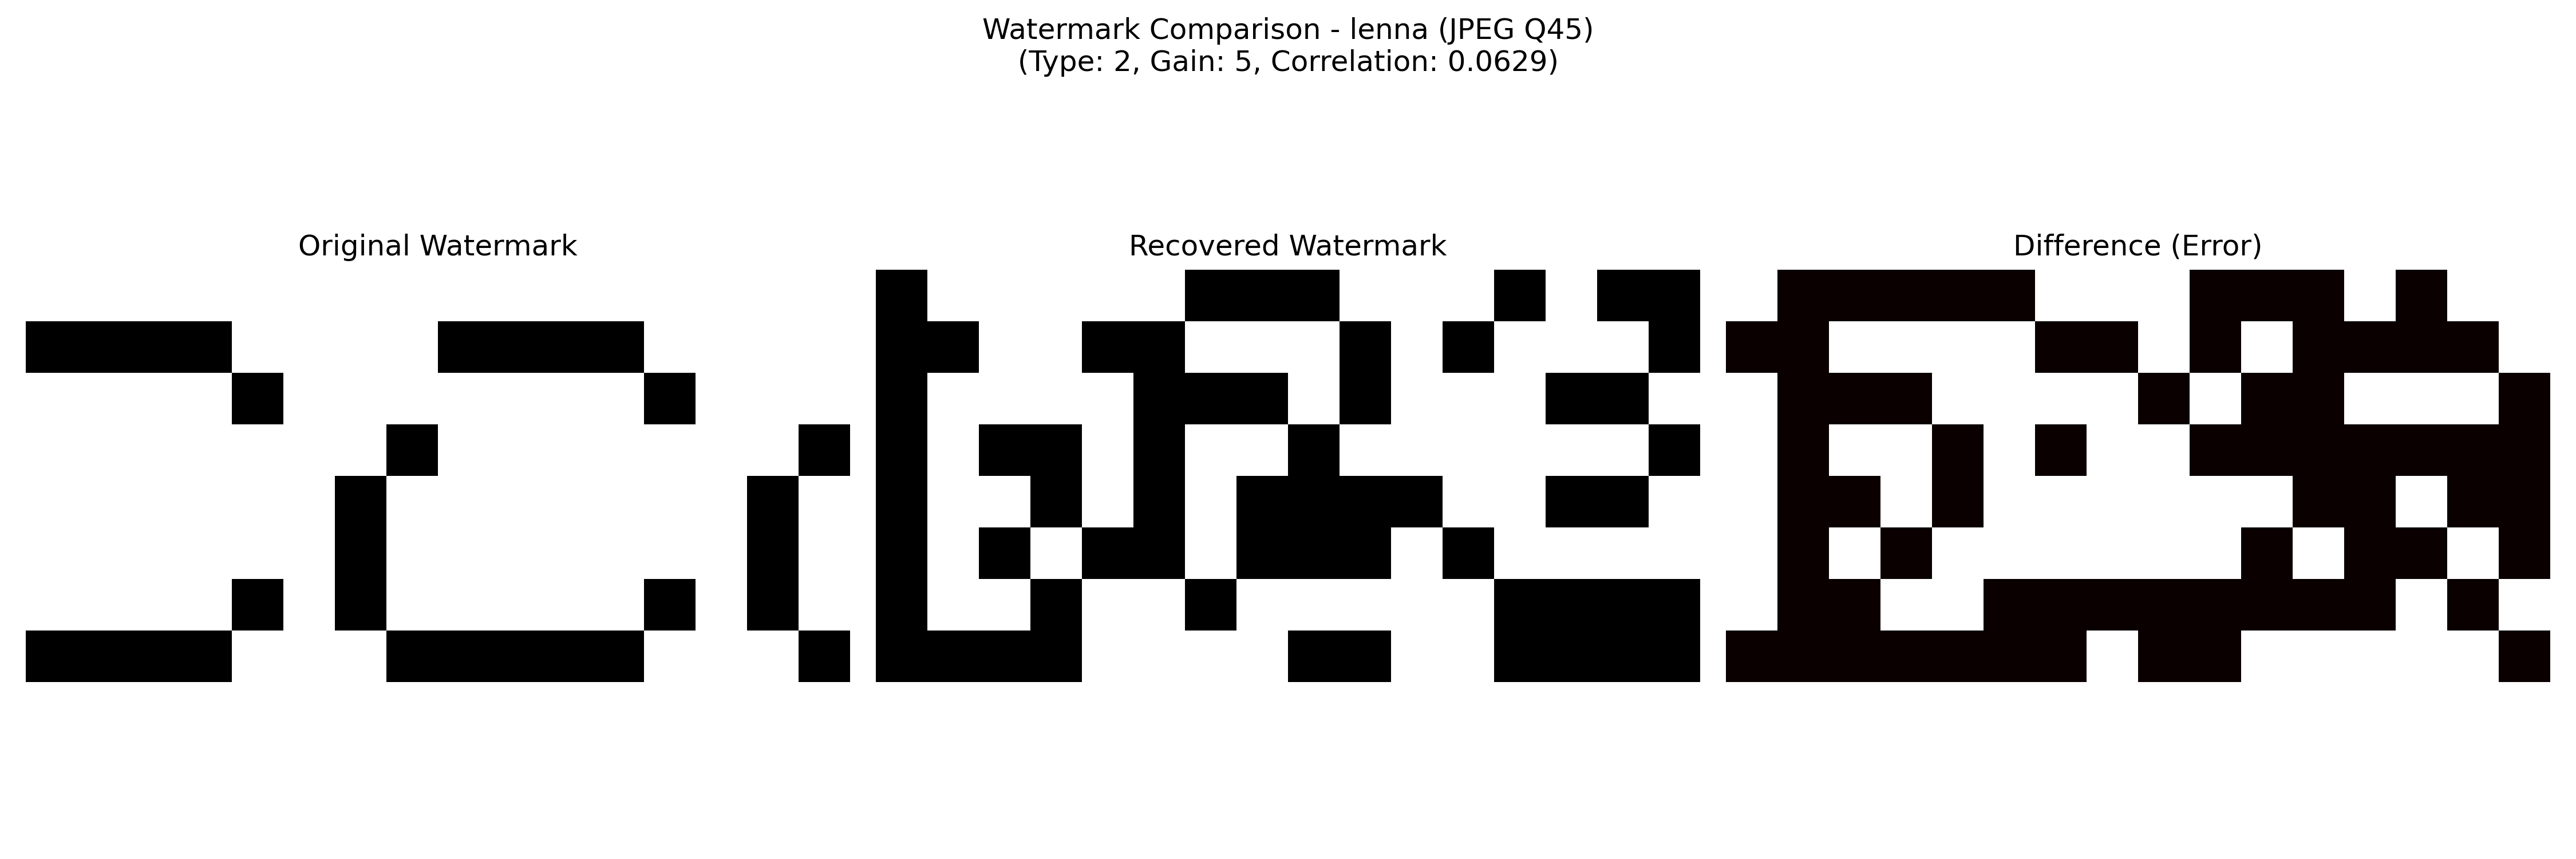 Watermark Comparison - lenna (JPEG Q45)
(Type: 2, Gain: 5, Correlation: 0.0629)
Original Watermark
Recovered Watermark
Difference (Error)